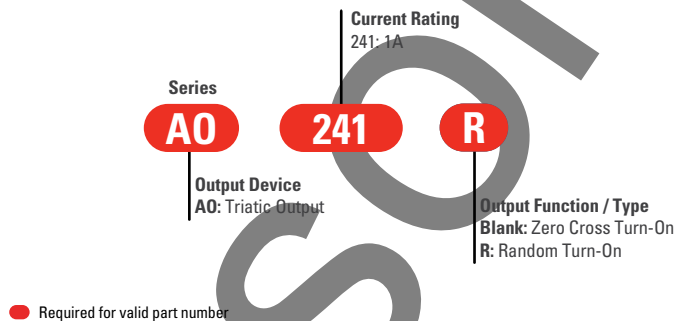 Current Rating
241: 1A
Series
AO 241 R
Output Device
AO: Triatic Output
Output Function / Type
Blank: Zero Cross Turn-On
R: Random Turn-On
Required for valid part number